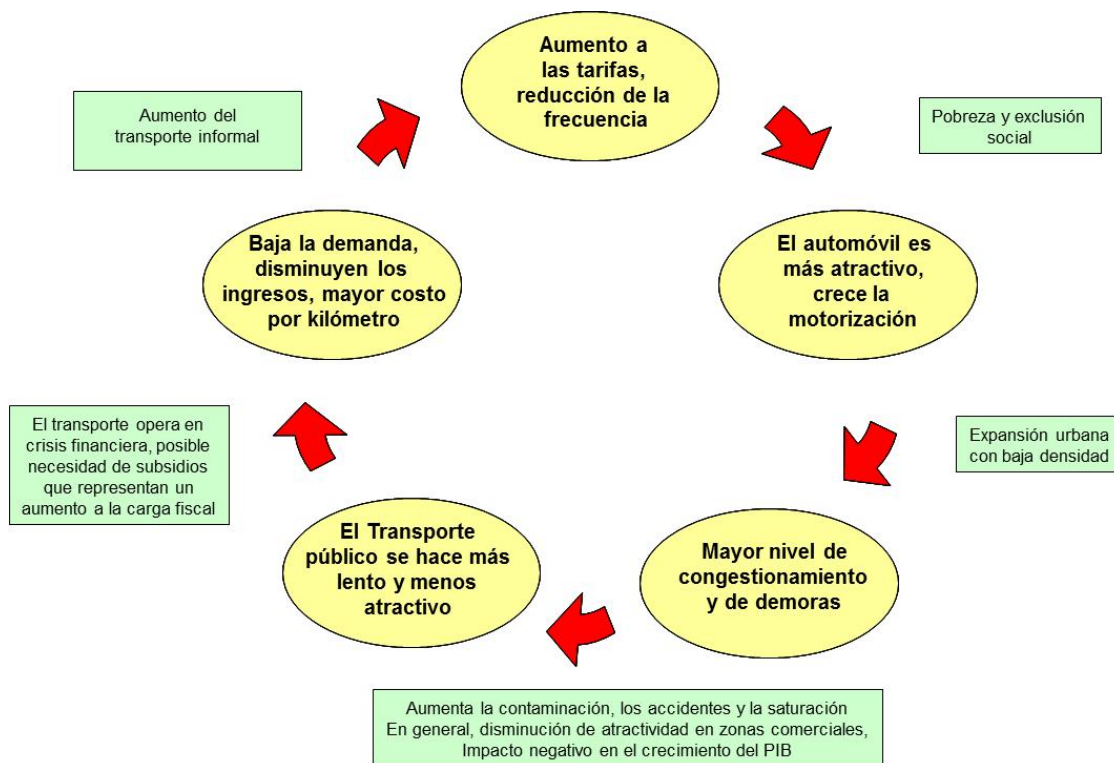 Aumento a
las tarifas,
reducción de la
frecuencia
Aumento del
transporte informal
Pobreza y exclusión
social
Baja la demanda,
disminuyen los
ingresos, mayor costo
por kilómetro
El automóvil es
más atractivo,
crece la
motorización
El transporte opera en
crisis financiera, posible
necesidad de subsidios
que representan un
aumento a la carga fiscal
Expansión urbana
con baja densidad
El Transporte
público se hace más
lento y menos
atractivo
Mayor nivel de
congestionamiento
y de demoras
Aumenta la contaminación, los accidentes y la saturación
En general, disminución de atractividad en zonas comerciales,
Impacto negativo en el crecimiento del PIB